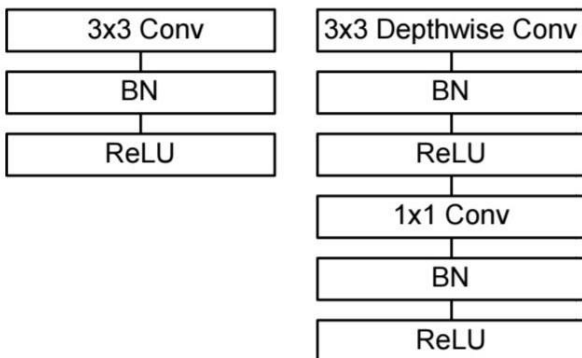 3x3 Conv
BN
ReLU
3x3 Depthwise Conv
BN
ReLU
1x1 Conv
BN
ReLU